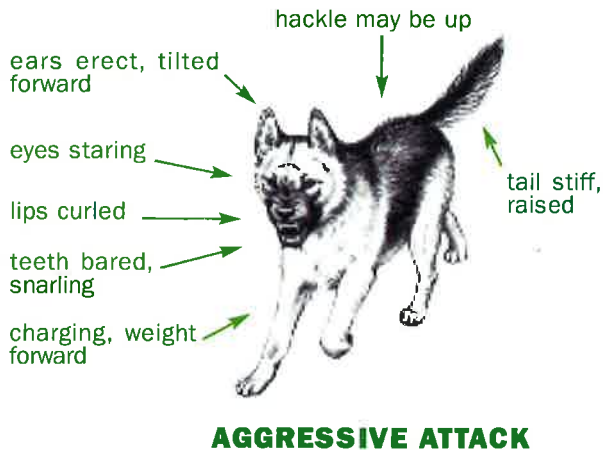 hackle may be up
ears erect, tilted
forward
eyes staring
lips curled
teeth bared,
snarling
charging, weight
forward
tail stiff,
raised
AGGRESSIVE ATTACK